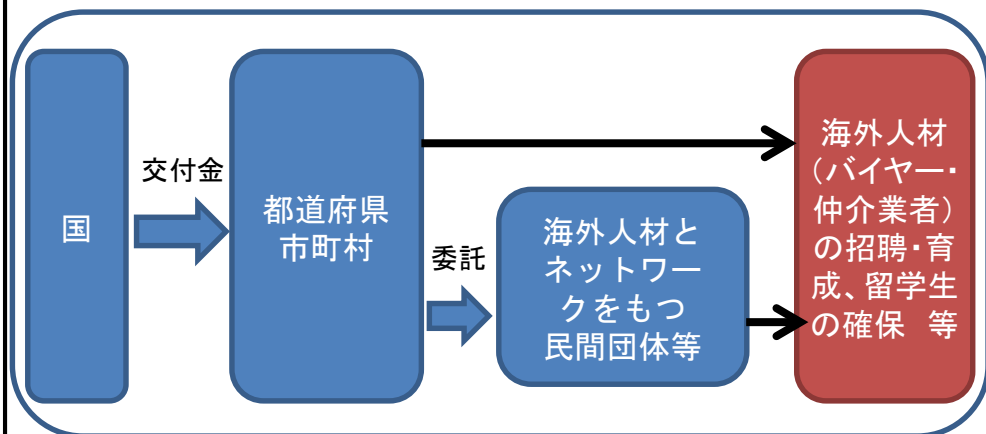 国
交付金
都道府県
市町村
委託
海外人材と
ネットワー
クをもつ
民間団体等
海外人材
（バイヤー・
仲介業者）
の招聘・育
成、留学生
の確保　等